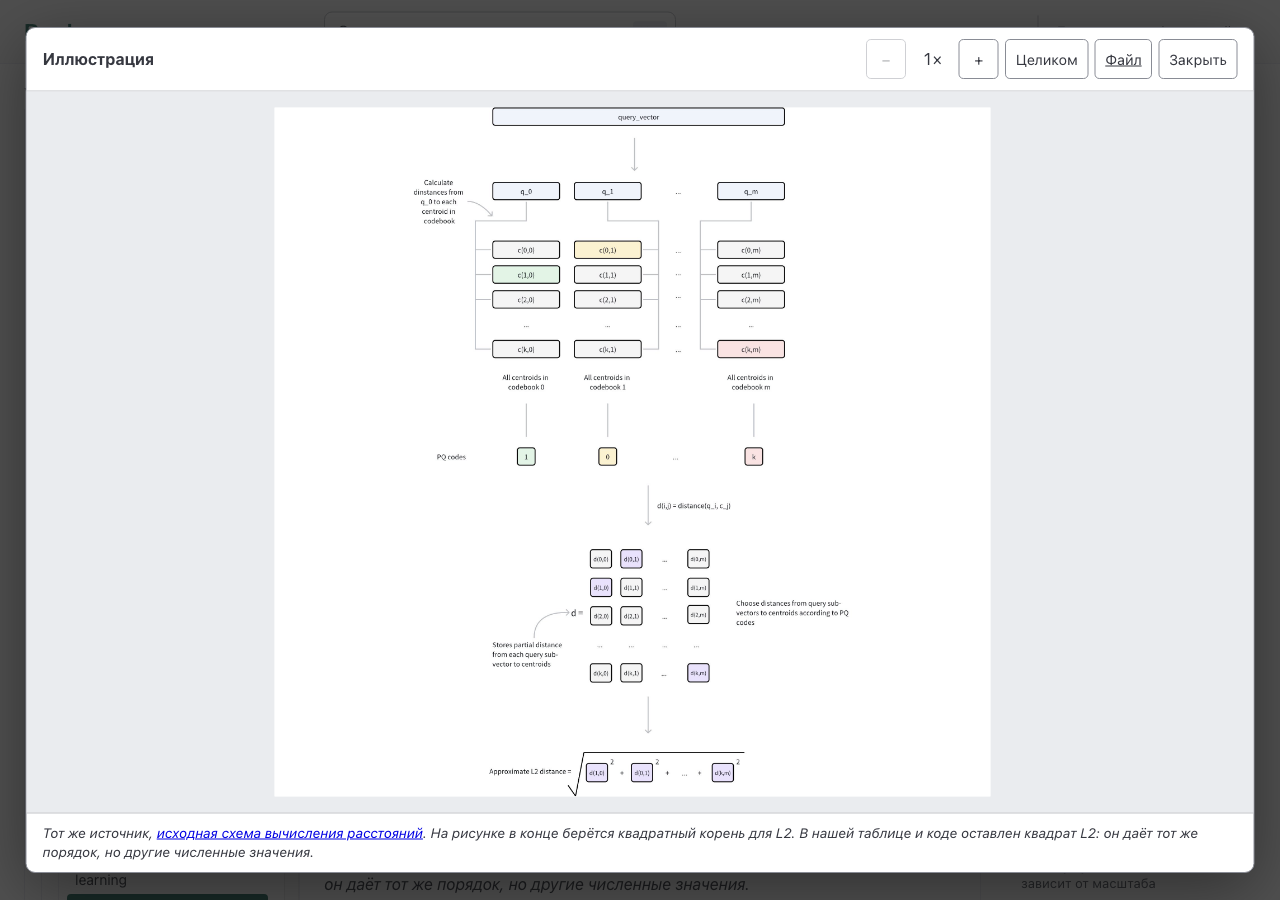 Иллюстрация
−
1×
+
Целиком
Файл
Закрыть
query_vector
Calculate
dinstances from
q_0 to each
centroid in
codebook
q_0
q_1
...
q_m
c(0,0)
c(0,1)
...
c(0,m)
c(1,0)
c(1,1)
...
c(1,m)
c(2,0)
c(2,1)
...
c(2,m)
...
...
...
...
c(k,0)
c(k,1)
...
c(k,m)
All centroids in
codebook 0
All centroids in
codebook 1
All centroids in
codebook m
PQ codes
1
0
...
k
d(i,j) = distance(q_i, c_j)
d(0,0)
d(0,1)
...
d(0,m)
d(1,0)
d(1,1)
...
d(1,m)
d =
d(2,0)
d(2,1)
...
d(2,m)
...
...
...
...
d(k,0)
d(k,1)
...
d(k,m)
Choose distances from query sub-
vectors to centroids according to PQ
codes
Stores partial distance
from each query sub-
vector to centroids
Approximate L2 distance = √ d(1,0) 2 + d(0,1) 2 + ... + d(k,m) 2
Тот же источник, исходная схема вычисления расстояний. На рисунке в конце берётся квадратный корень для L2. В нашей таблице и коде оставлен квадрат L2: он даёт тот же
порядок, но другие численные значения.
learning
он даёт тот же порядок, но другие численные значения.
зависит от масштаба